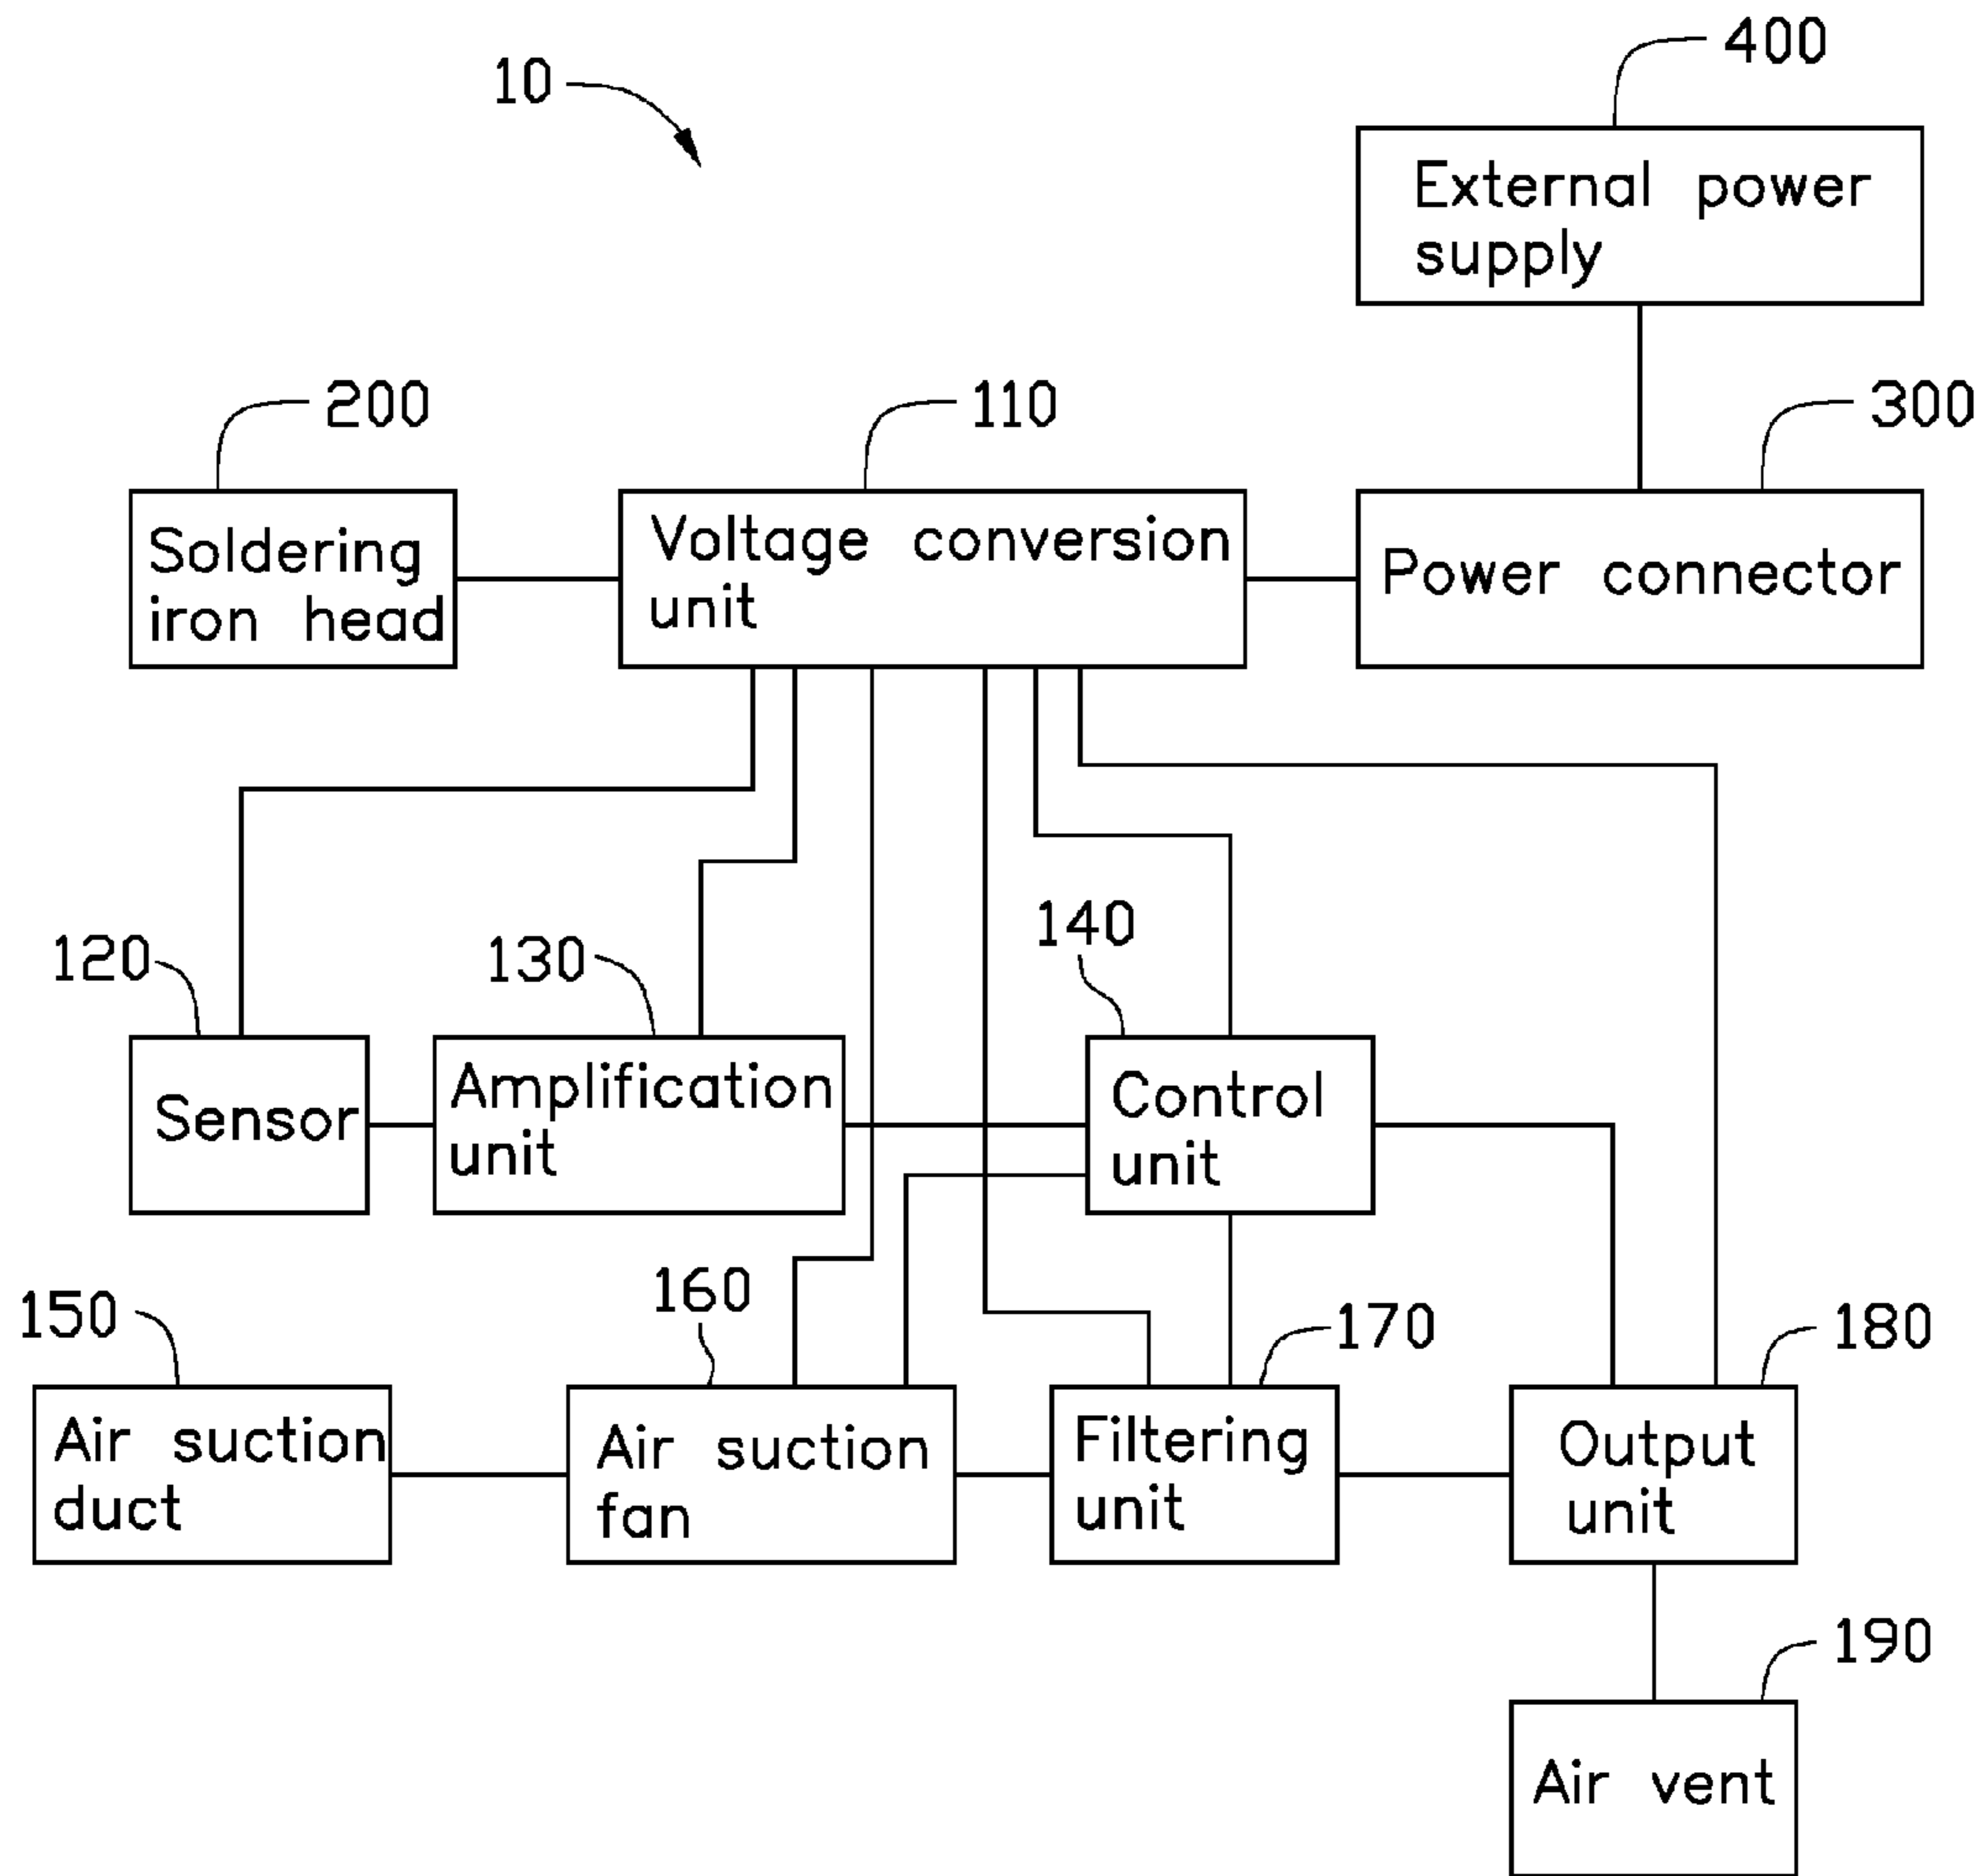 10
400
External power
supply
200
110
300
Soldering
iron head
Voltage conversion
unit
Power connector
120
130
140
Sensor
Amplification
unit
Control
unit
150
160
170
180
Air suction
duct
Air suction
fan
Filtering
unit
Output
unit
190
Air vent